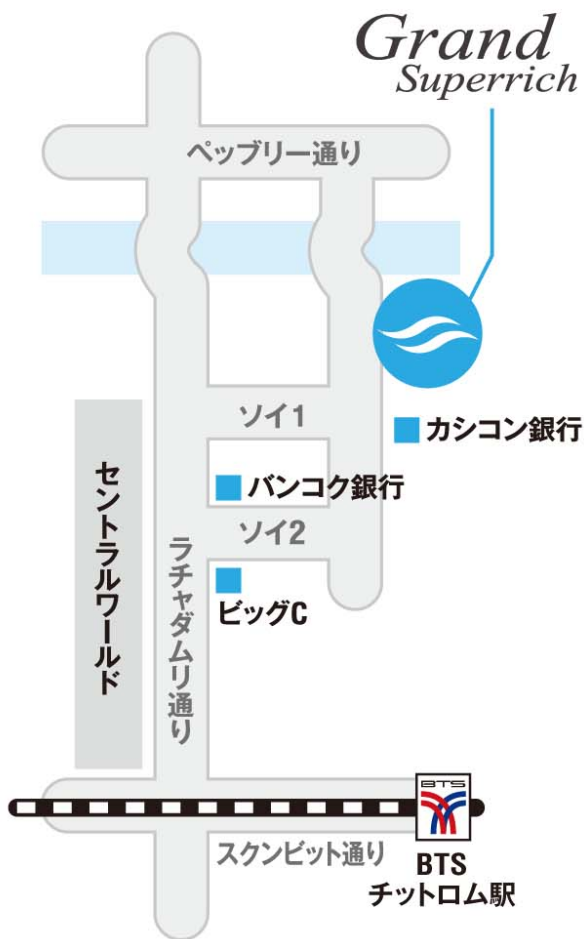 Grand
Superrich
ペッブリー通り
ソイ1
カシコン銀行
バンコク銀行
セントラルワールド
ソイ2
ラチャダムリ通り
ビッグC
BTS
スクンビット通り
BTS
チットロム駅